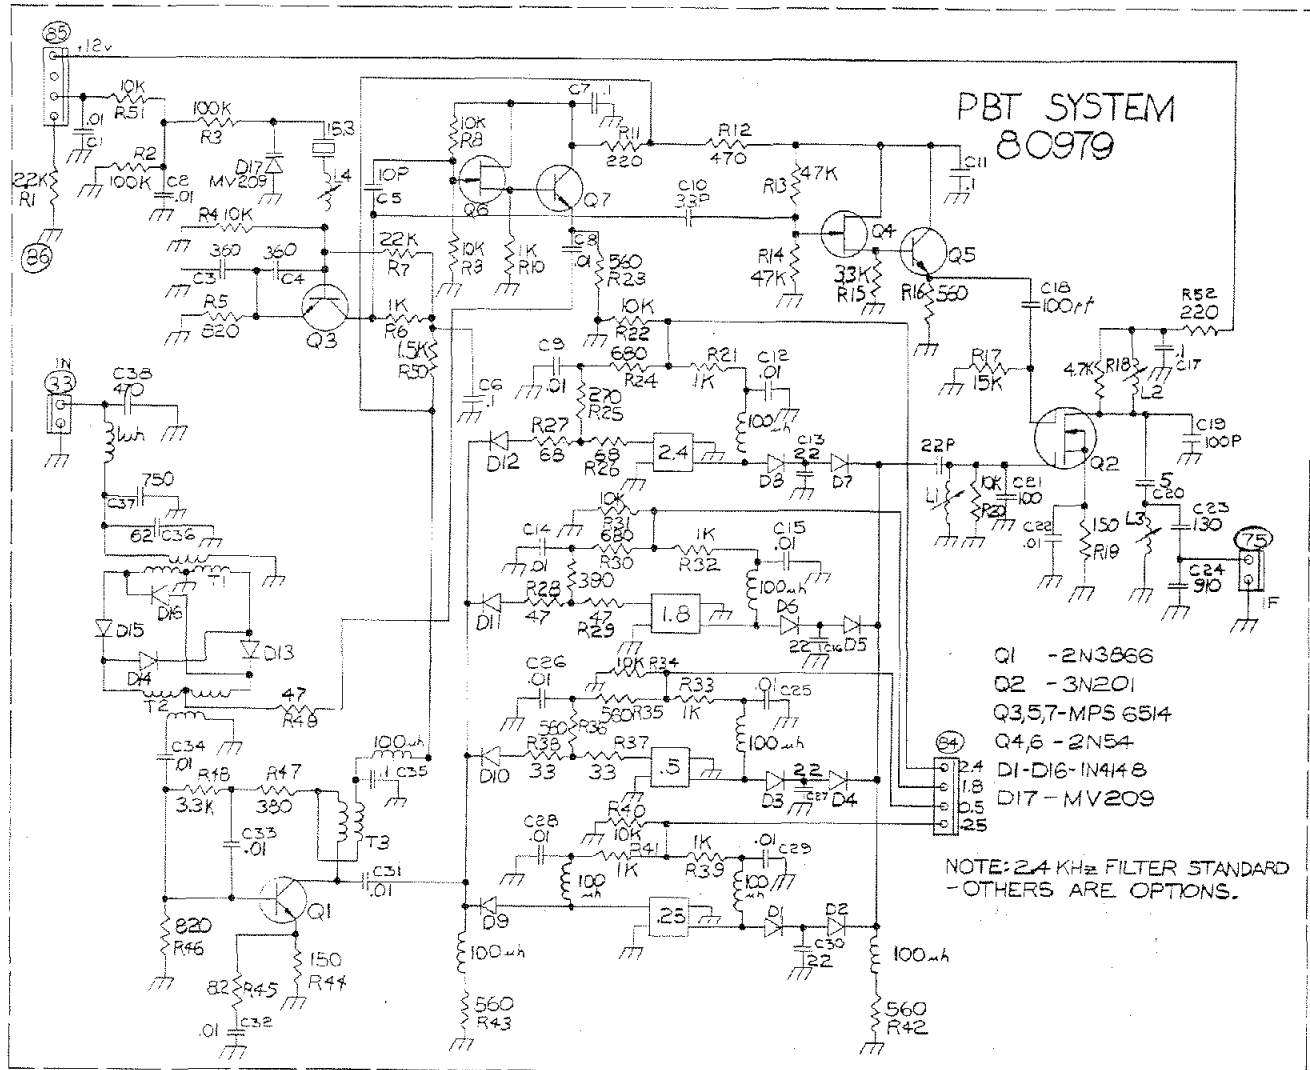 85
+12v
PBT SYSTEM
80979
10K
R51
.01
C1
100K
R3
15.3
D17
MV209
L4
R2
100K
C2
.01
22K
R1
86
R4 10K
360
C3
360
C4
R5
820
Q3
22K
R7
1K
R6
1.5K
R50
10P
C5
10K
R8
Q6
10K
R9
1K
R10
Q7
C7 .1
R11
220
R12
470
C10
33P
R13
47K
R14
47K
Q4
3.3K
R15
Q5
R16
560
C11
.1
C18
100pf
C8
.01
560
R23
10K
R22
C6
.1
C9
.01
680
R24
R21
1K
C12
.01
270
R25
100uh
R27
68
68
R26
2.4
D12
D8
C13
22
D7
R17
15K
4.7K
R18
L2
.1
C17
R52
220
Q2
C19
100P
22P
L1
10K
R20
C21
100
C22
.01
150
R19
5
C20
L3
C23
130
C24
910
75
IF
IN
33
C38
470
1uh
750
C37
62
C36
T1
D16
D15
D14
D13
T2
47
R49
C34
.01
R48
3.3K
R47
380
100uh
.1
C35
T3
C33
.01
C31
.01
Q1
820
R46
82
R45
150
R44
.01
C32
10K
R31
C14
.01
680
R30
1K
R32
C15
.01
390
100uh
R28
47
47
R29
1.8
D11
D6
22
C16
D5
C26
.01
10K
R34
R33
1K
.01
C25
560
R36
560
R35
100uh
R38
33
R37
33
.5
D10
D3
22
C27
D4
R40
10K
C28
.01
R41
1K
1K
R39
.01
C29
100
uh
100
uh
D9
.25
D1
D2
C30
22
100uh
560
R43
100uh
560
R42
Q1 -2N3866
Q2 -3N201
Q3,5,7-MPS 6514
Q4,6 -2N54
D1-D16-1N4148
D17-MV209
84
2.4
1.8
0.5
.25
NOTE: 2.4 KHz FILTER STANDARD
-OTHERS ARE OPTIONS.